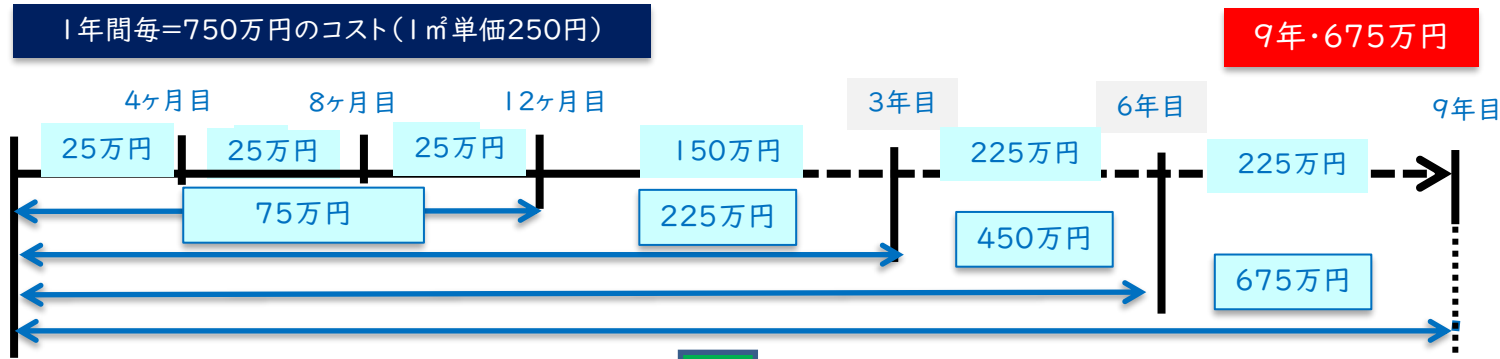 1年間毎=750万円のコスト(1㎡単価250円)
9年・675万円
4ヶ月目
8ヶ月目
12ヶ月目
3年目
6年目
9年目
25万円
25万円
25万円
150万円
225万円
225万円
75万円
225万円
450万円
675万円